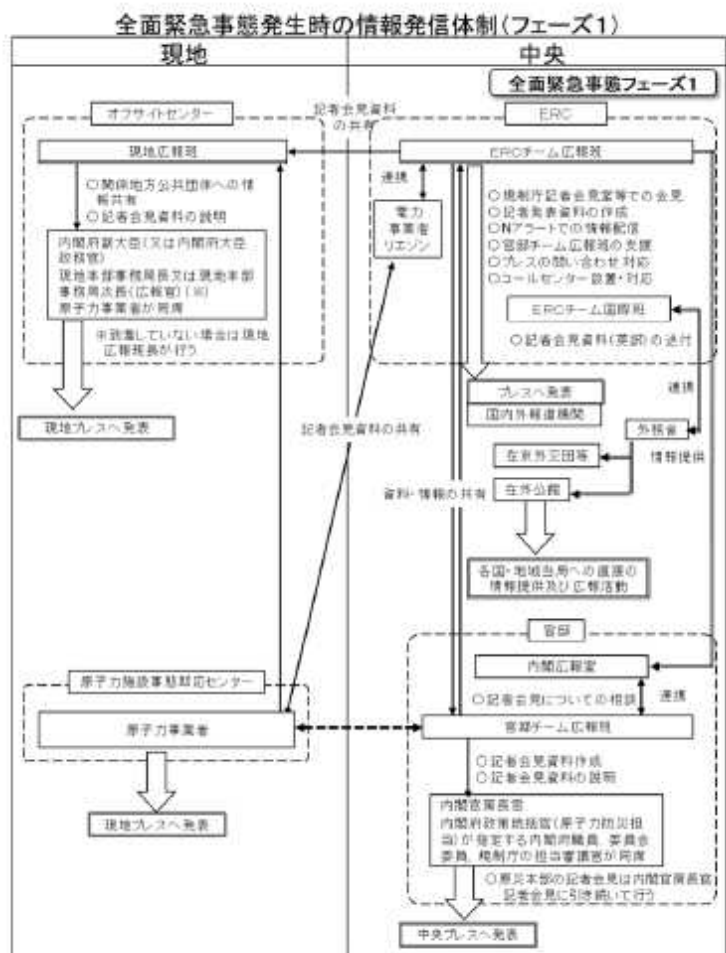 全面緊急事態発生時の情報発信体制(フェーズ1)
現地
中央
全面緊急事態フェーズ1
オフサイトセンター
記者会見資料
の共有
ERC
現地広報班
ERCチーム広報班
○関係地方公共団体への情
報共有
○記者会見資料の説明
連携
電力
事業者
リエゾン
○規制庁記者会見室等での会見
○記者発表資料の作成
○Nアラートでの情報配信
○官邸チーム広報班の支援
○プレスの問い合わせ対応
○コールセンター設置・対応
内閣府副大臣(又は内閣府大臣
政務官)
現地本部事務局長又は現地本部
事務局次長(広報官)(※)
原子力事業者が同席
ERCチーム国際班
※到着していない場合は現地
広報班長が行う
○記者会見資料(英訳)の送付
連携
プレスへ発表
国内外報道機関
現地プレスへ発表
記者会見資料の共有
外務省
情報提供
在京外交団等
資料・情報の共有
在外公館
各国・地域当局への直接の
情報提供及び広報活動
官邸
内閣広報室
原子力施設事態即応センター
○記者会見についての相談
連携
原子力事業者
官邸チーム広報班
○記者会見資料作成
○記者会見資料の説明
現地プレスへ発表
内閣官房長官
内閣府政策統括官(原子力防災担
当)が指定する内閣府職員、委員会
委員、規制庁の担当審議官が同席
○原災本部の記者会見は内閣官房長官
記者会見に引き続いて行う
中央プレスへ発表